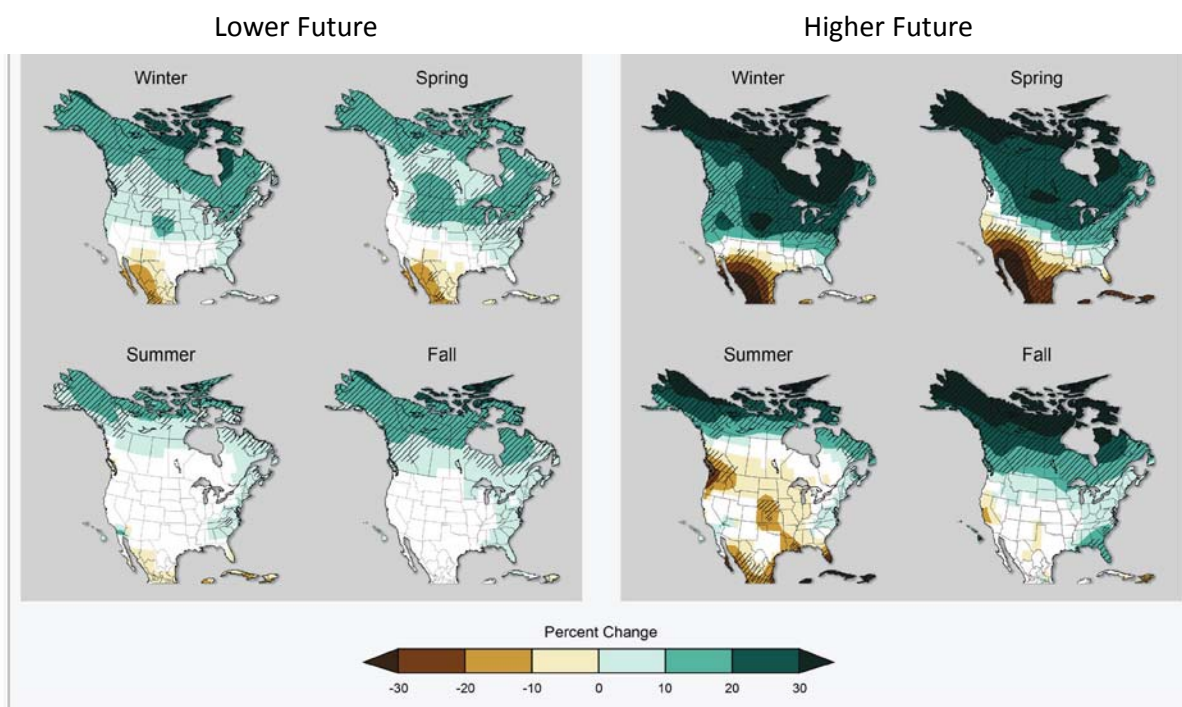 Lower Future
Higher Future
Winter
Spring
Winter
Spring
Summer
Fall
Summer
Fall
Percent Change
-30 -20 -10 0 10 20 30